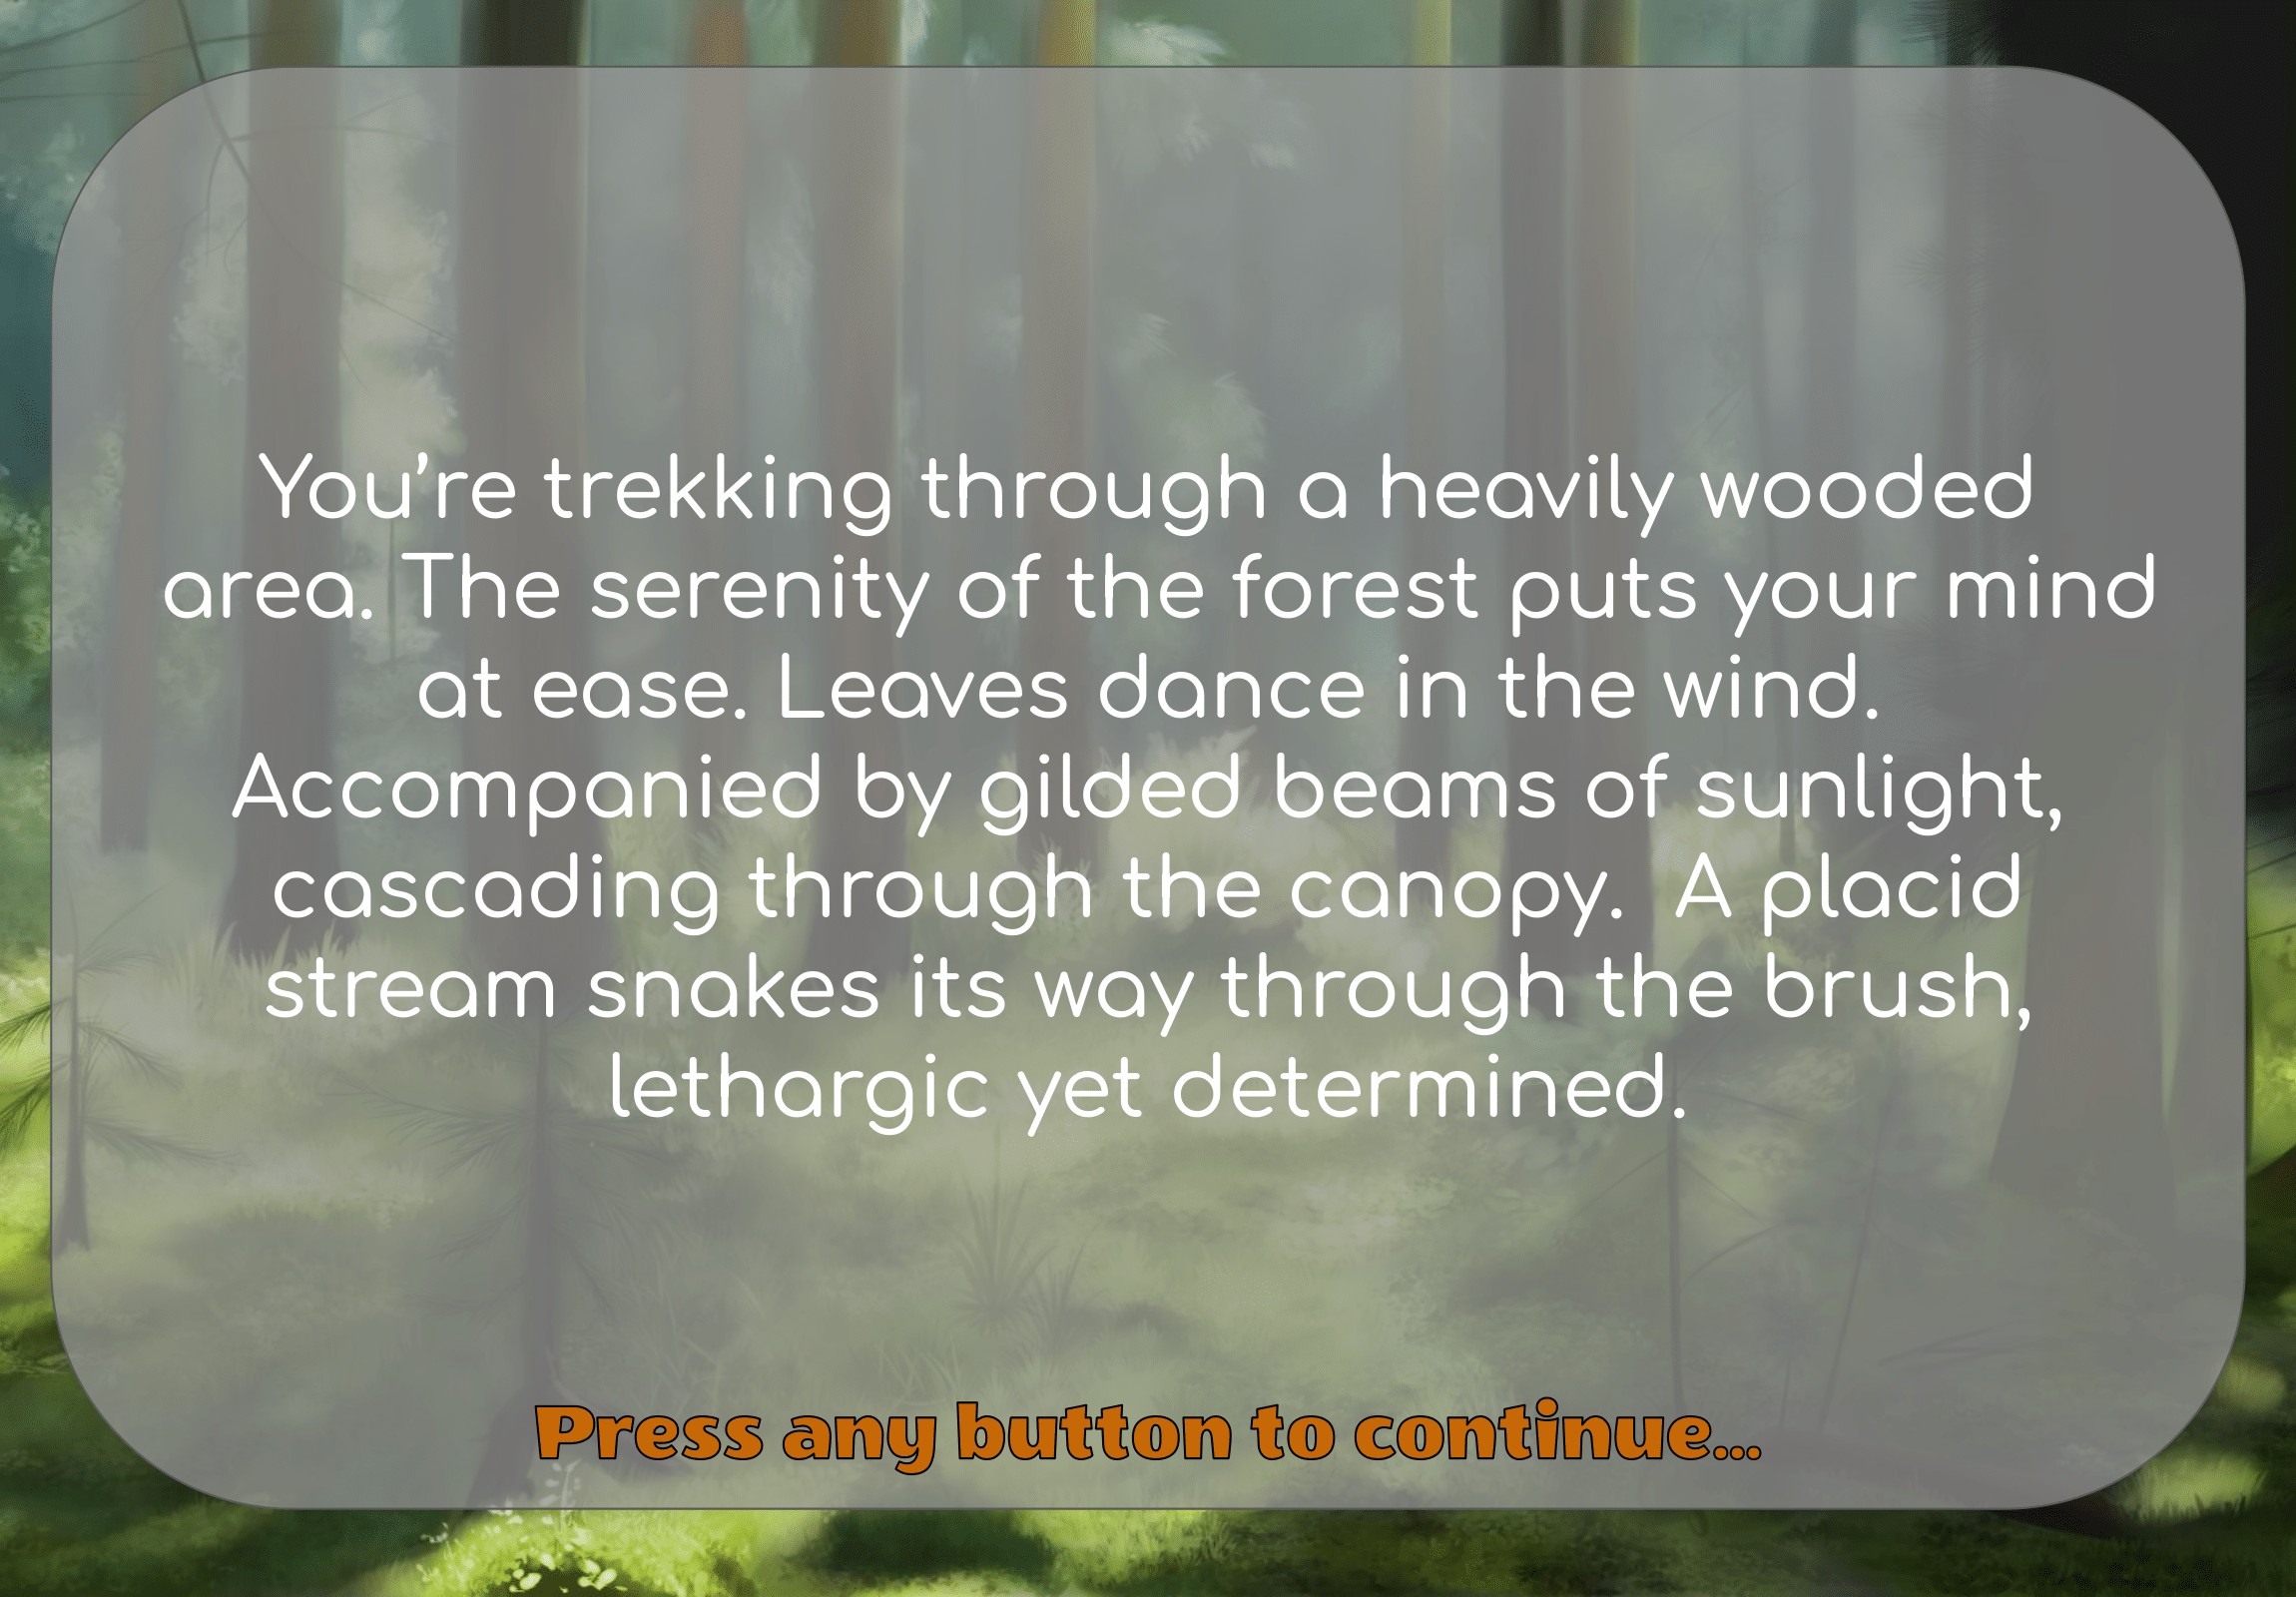 You’re trekking through a heavily wooded
area. The serenity of the forest puts your mind
at ease. Leaves dance in the wind.
Accompanied by gilded beams of sunlight,
cascading through the canopy.  A placid
stream snakes its way through the brush,
lethargic yet determined.
Press any button to continue...